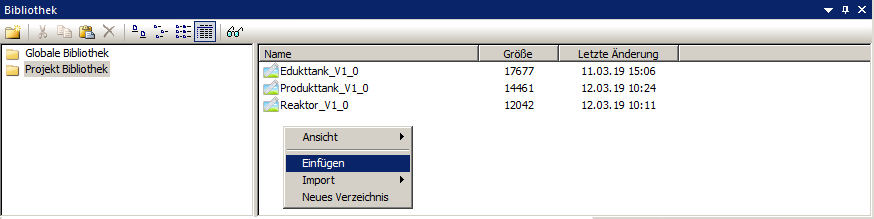 Bibliothek
Globale Bibliothek
Projekt Bibliothek
Name Größe Letzte Änderung
Edukttank_V1_0 17677 11.03.19 15:06
Produkttank_V1_0 14461 12.03.19 10:24
Reaktor_V1_0 12042 12.03.19 10:11
Ansicht
Einfügen
Import
Neues Verzeichnis